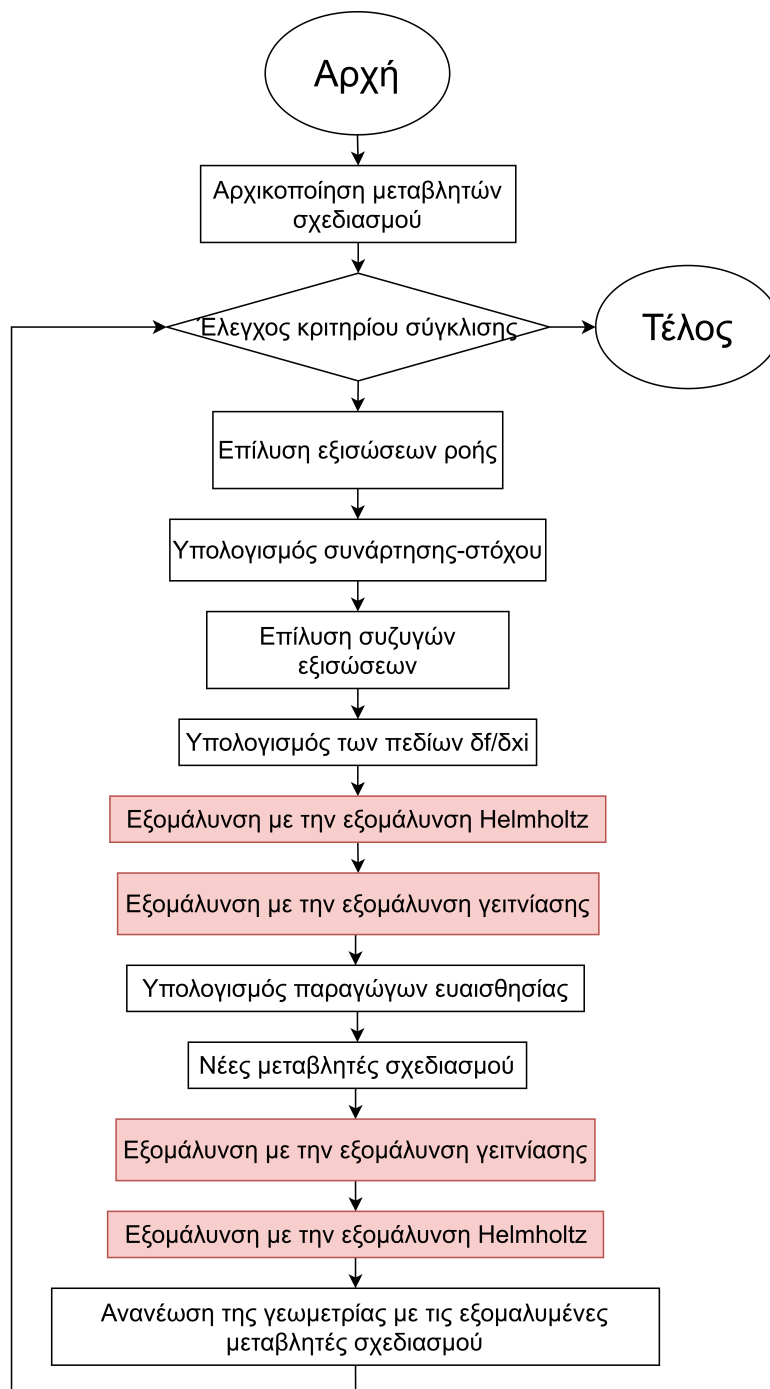 Αρχή
Αρχικοποίηση μεταβλητών
σχεδιασμού
Έλεγχος κριτηρίου σύγκλισης
Τέλος
Επίλυση εξισώσεων ροής
Υπολογισμός συνάρτησης-στόχου
Επίλυση συζυγών
εξισώσεων
Υπολογισμός των πεδίων δf/δxi
Εξομάλυνση με την εξομάλυνση Helmholtz
Εξομάλυνση με την εξομάλυνση γειτνίασης
Υπολογισμός παραγώγων ευαισθησίας
Νέες μεταβλητές σχεδιασμού
Εξομάλυνση με την εξομάλυνση γειτνίασης
Εξομάλυνση με την εξομάλυνση Helmholtz
Ανανέωση της γεωμετρίας με τις εξομαλυμένες
μεταβλητές σχεδιασμού